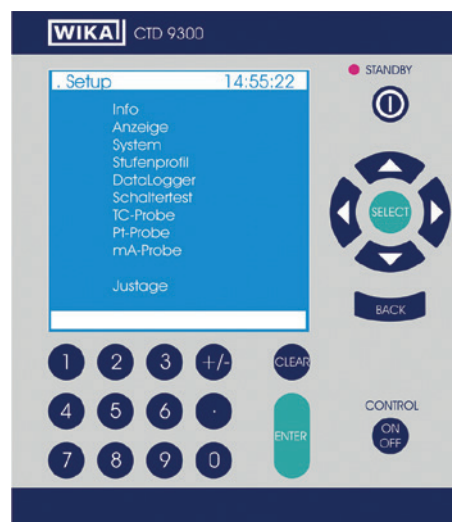 WIKA CTD 9300
. Setup 14:55:22
STANDBY
Info
Anzeige
System
Stufenprofil
DataLogger
Schaltertest
TC-Probe
Pt-Probe
mA-Probe
Justage
SELECT
BACK
1 2 3 +/- CLEAR
4 5 6 .
7 8 9 0
ENTER
CONTROL
ON
OFF